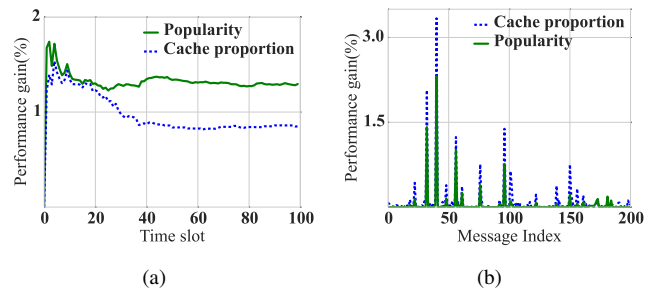 2
1
0
0 20 40 60 80 100
Performance gain(%)
Time slot
Popularity
Cache proportion
(a)
3.0
1.5
0 50 100 150 200
Performance gain(%)
Message Index
Cache proportion
Popularity
(b)